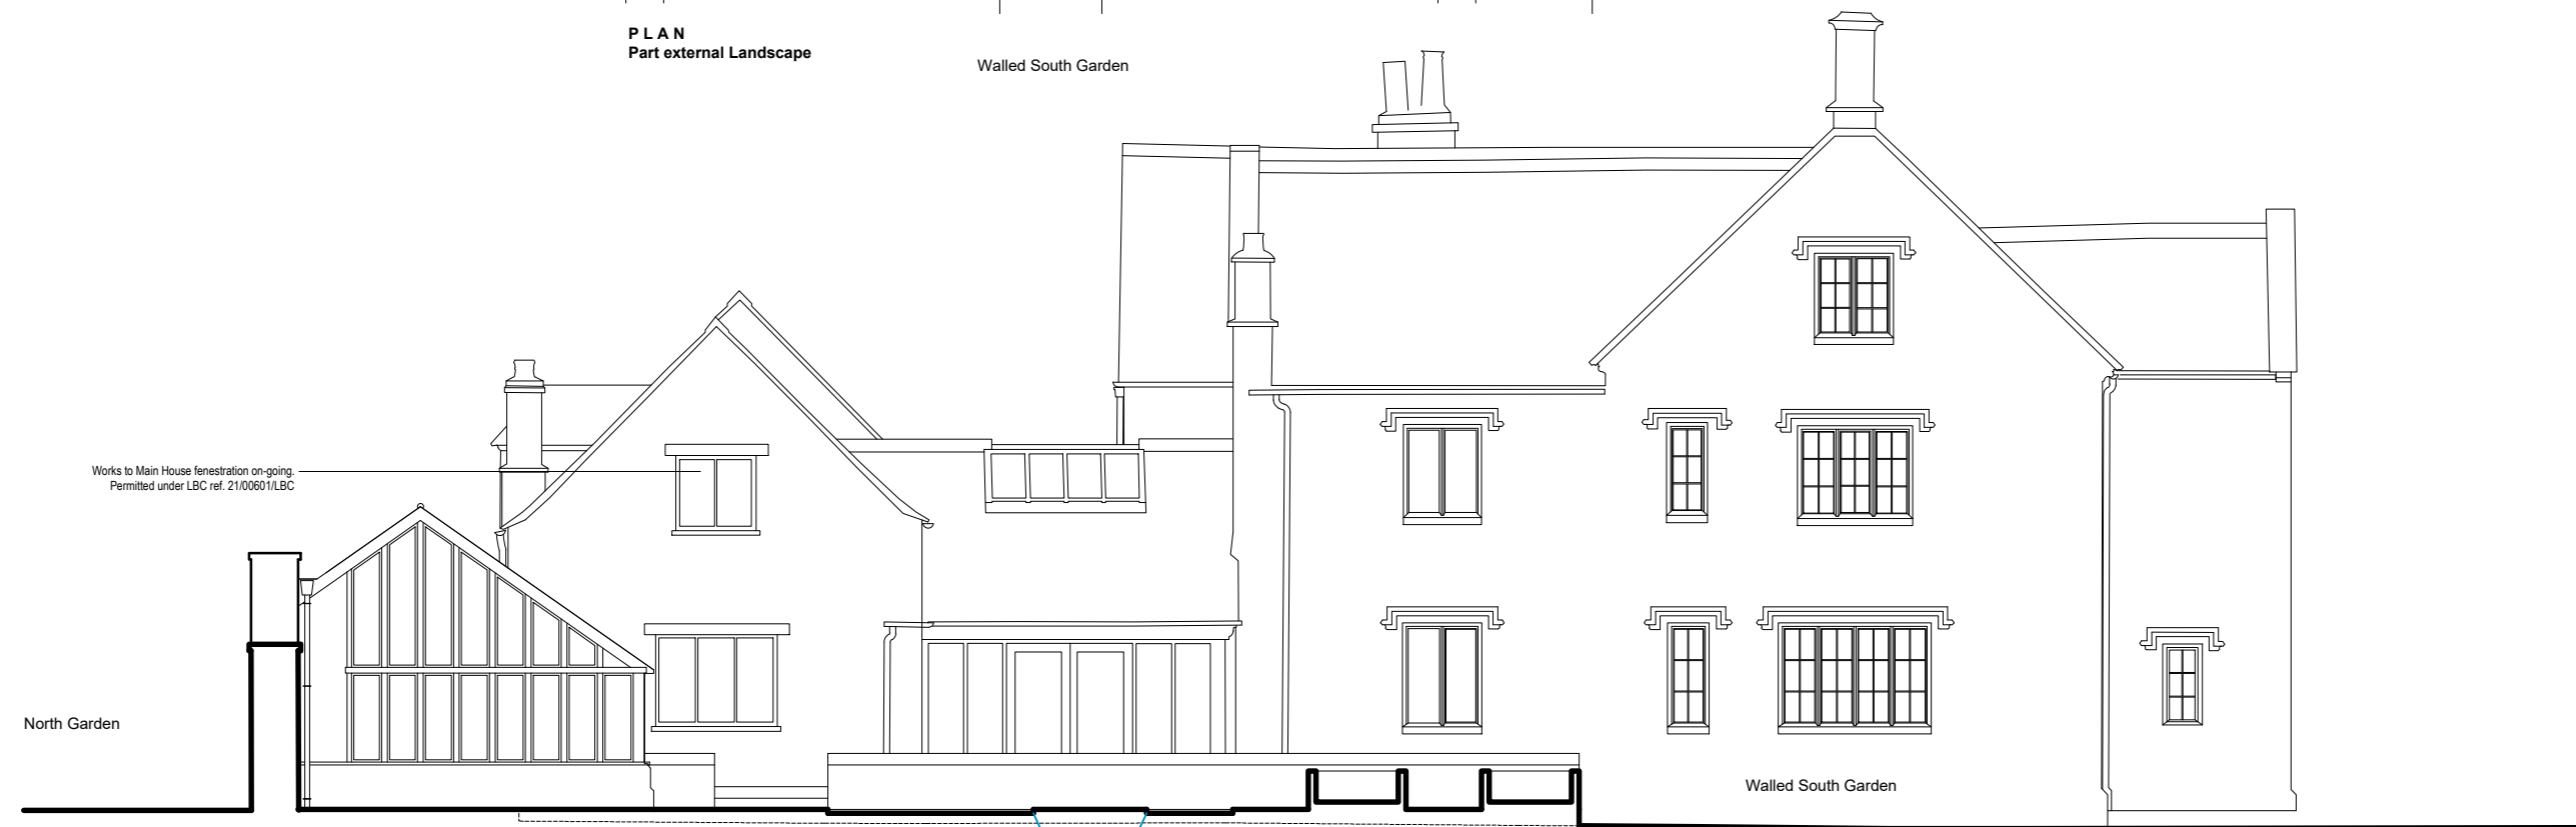 P L A N
Part external Landscape
Walled South Garden
Works to Main House fenestration on-going.
Permitted under LBC ref. 21/00601/LBC
North Garden
Walled South Garden